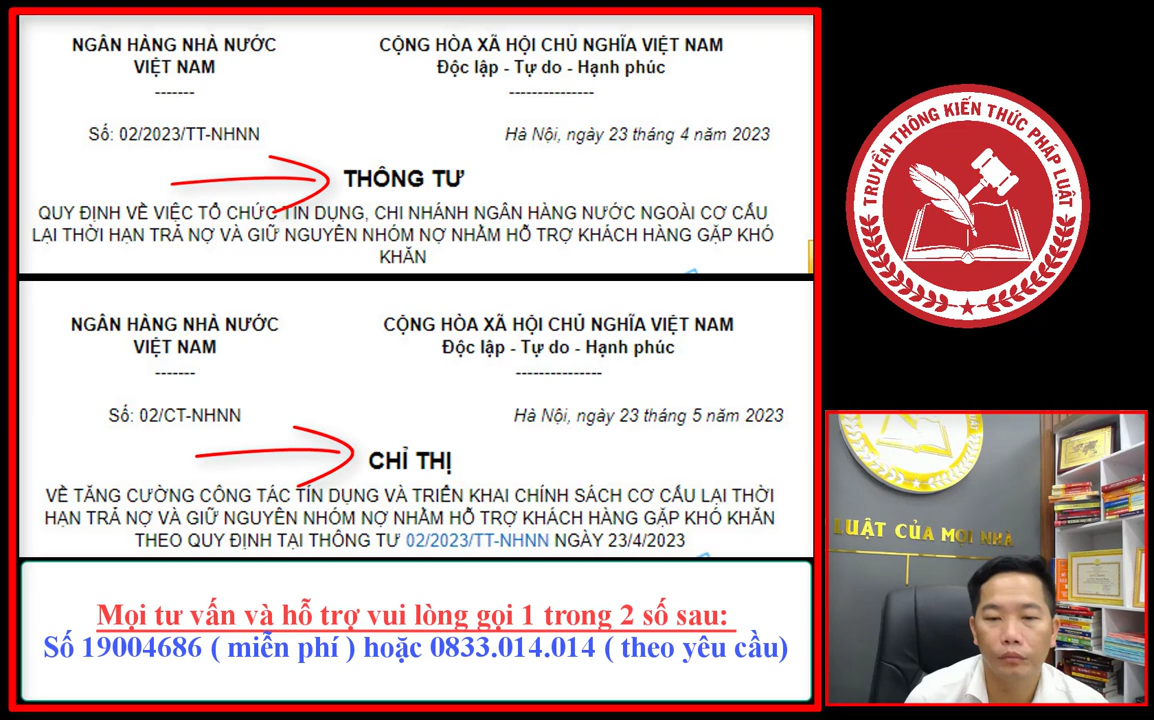 NGÂN HÀNG NHÀ NƯỚC
VIỆT NAM
-------
CỘNG HÒA XÃ HỘI CHỦ NGHĨA VIỆT NAM
Độc lập - Tự do - Hạnh phúc
---------------
Số: 02/2023/TT-NHNN
Hà Nội, ngày 23 tháng 4 năm 2023
THÔNG TƯ
QUY ĐỊNH VỀ VIỆC TỔ CHỨC TÍN DỤNG, CHI NHÁNH NGÂN HÀNG NƯỚC NGOÀI CƠ CẤU
LẠI THỜI HẠN TRẢ NỢ VÀ GIỮ NGUYÊN NHÓM NỢ NHẰM HỖ TRỢ KHÁCH HÀNG GẶP KHÓ
KHĂN
NGÂN HÀNG NHÀ NƯỚC
VIỆT NAM
-------
CỘNG HÒA XÃ HỘI CHỦ NGHĨA VIỆT NAM
Độc lập - Tự do - Hạnh phúc
---------------
Số: 02/CT-NHNN
Hà Nội, ngày 23 tháng 5 năm 2023
CHỈ THỊ
VỀ TĂNG CƯỜNG CÔNG TÁC TÍN DỤNG VÀ TRIỂN KHAI CHÍNH SÁCH CƠ CẤU LẠI THỜI
HẠN TRẢ NỢ VÀ GIỮ NGUYÊN NHÓM NỢ NHẰM HỖ TRỢ KHÁCH HÀNG GẶP KHÓ KHĂN
THEO QUY ĐỊNH TẠI THÔNG TƯ 02/2023/TT-NHNN NGÀY 23/4/2023
Mọi tư vấn và hỗ trợ vui lòng gọi 1 trong 2 số sau:
Số 19004686 ( miễn phí ) hoặc 0833.014.014 ( theo yêu cầu)
TRUYỀN THÔNG KIẾN THỨC PHÁP LUẬT
LUẬT CỦA MỌI NHÀ